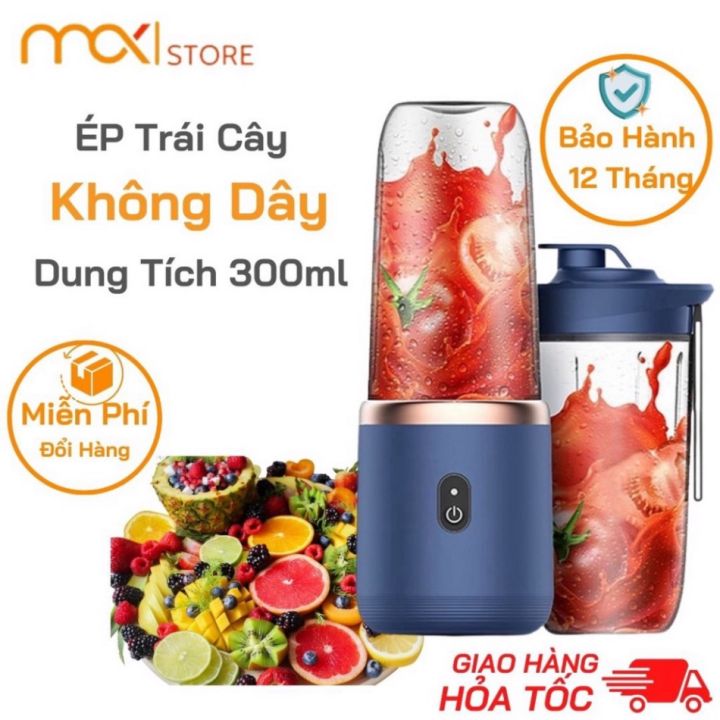 moxi STORE
ÉP Trái Cây
Không Dây
Dung Tích 300ml
Bảo Hành
12 Tháng
Miễn Phí
Đổi Hàng
GIAO HÀNG
HỎA TỐC